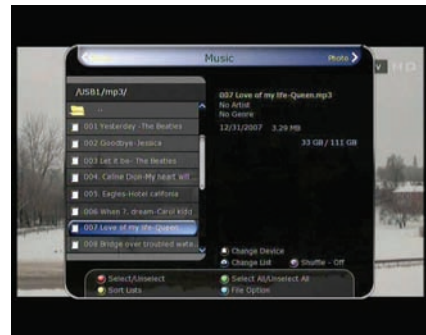 Music
Photo
/USB1/mp3/
..
001 Yesterday -The Beatles
002 Goodbye-Jessica
003 Let it be- The Beatles
004. Celine Dion-My heart will
005. Eagles-Hotel califonia
006 When ?. dream-Carol kidd
007 Love of my life-Queen.
008 Bridge over troubled wate
007 Love of my life-Queen.mp3
No Artist
No Genre
12/31/2007 3.29 MB
33 GB / 111 GB
Change Device
Change List
Shuffle - Off
Select/Unselect
Select All/Unselect All
Sort Lists
File Option
HD